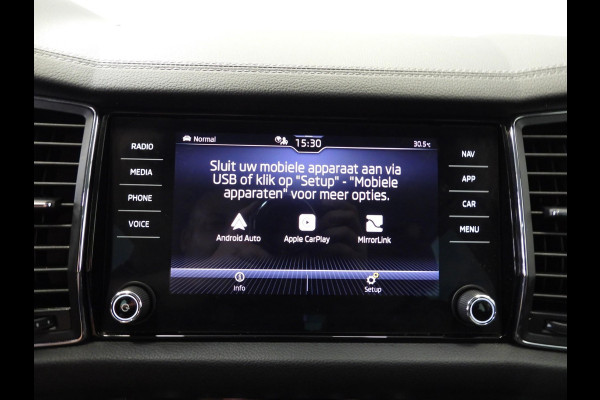 Normal 15:30 30.5°C
RADIO
MEDIA
PHONE
VOICE
Sluit uw mobiele apparaat aan via
USB of klik op "Setup" - "Mobiele
apparaten" voor meer opties.
Android Auto Apple CarPlay MirrorLink
Info Setup
NAV
APP
CAR
MENU